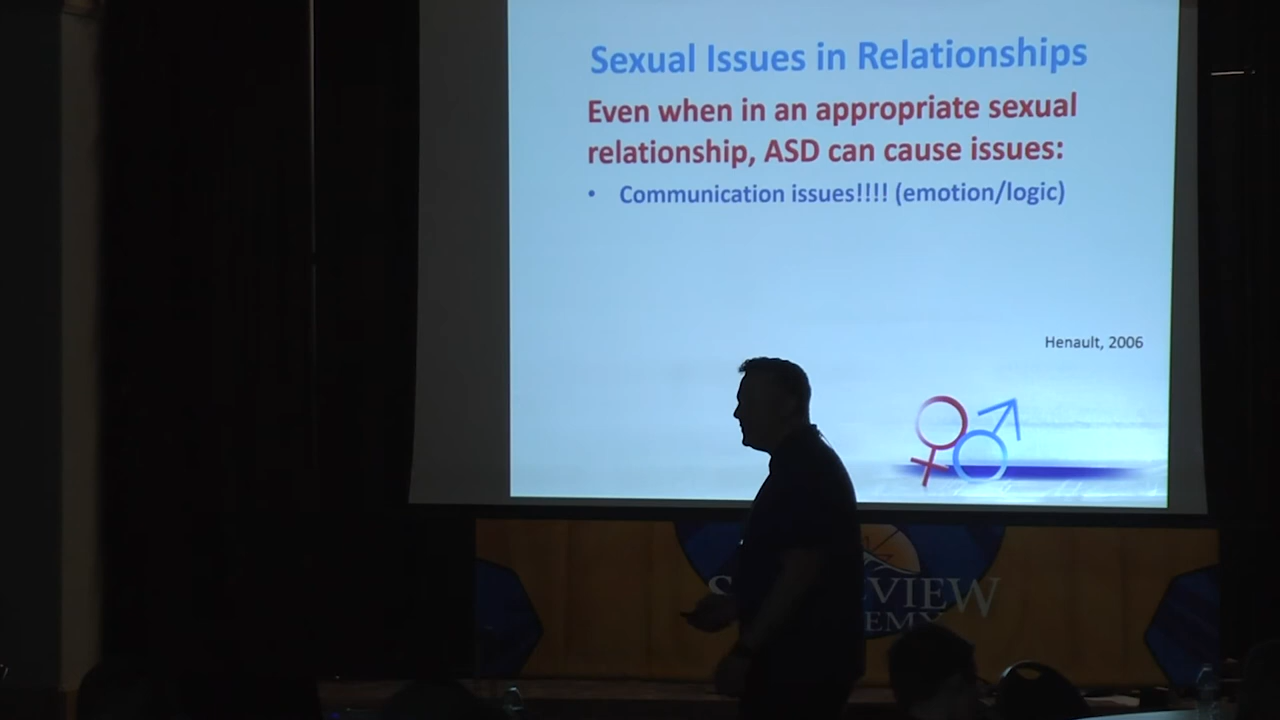 Sexual Issues in Relationships
Even when in an appropriate sexual
relationship, ASD can cause issues:
• Communication issues!!!! (emotion/logic)
Henault, 2006